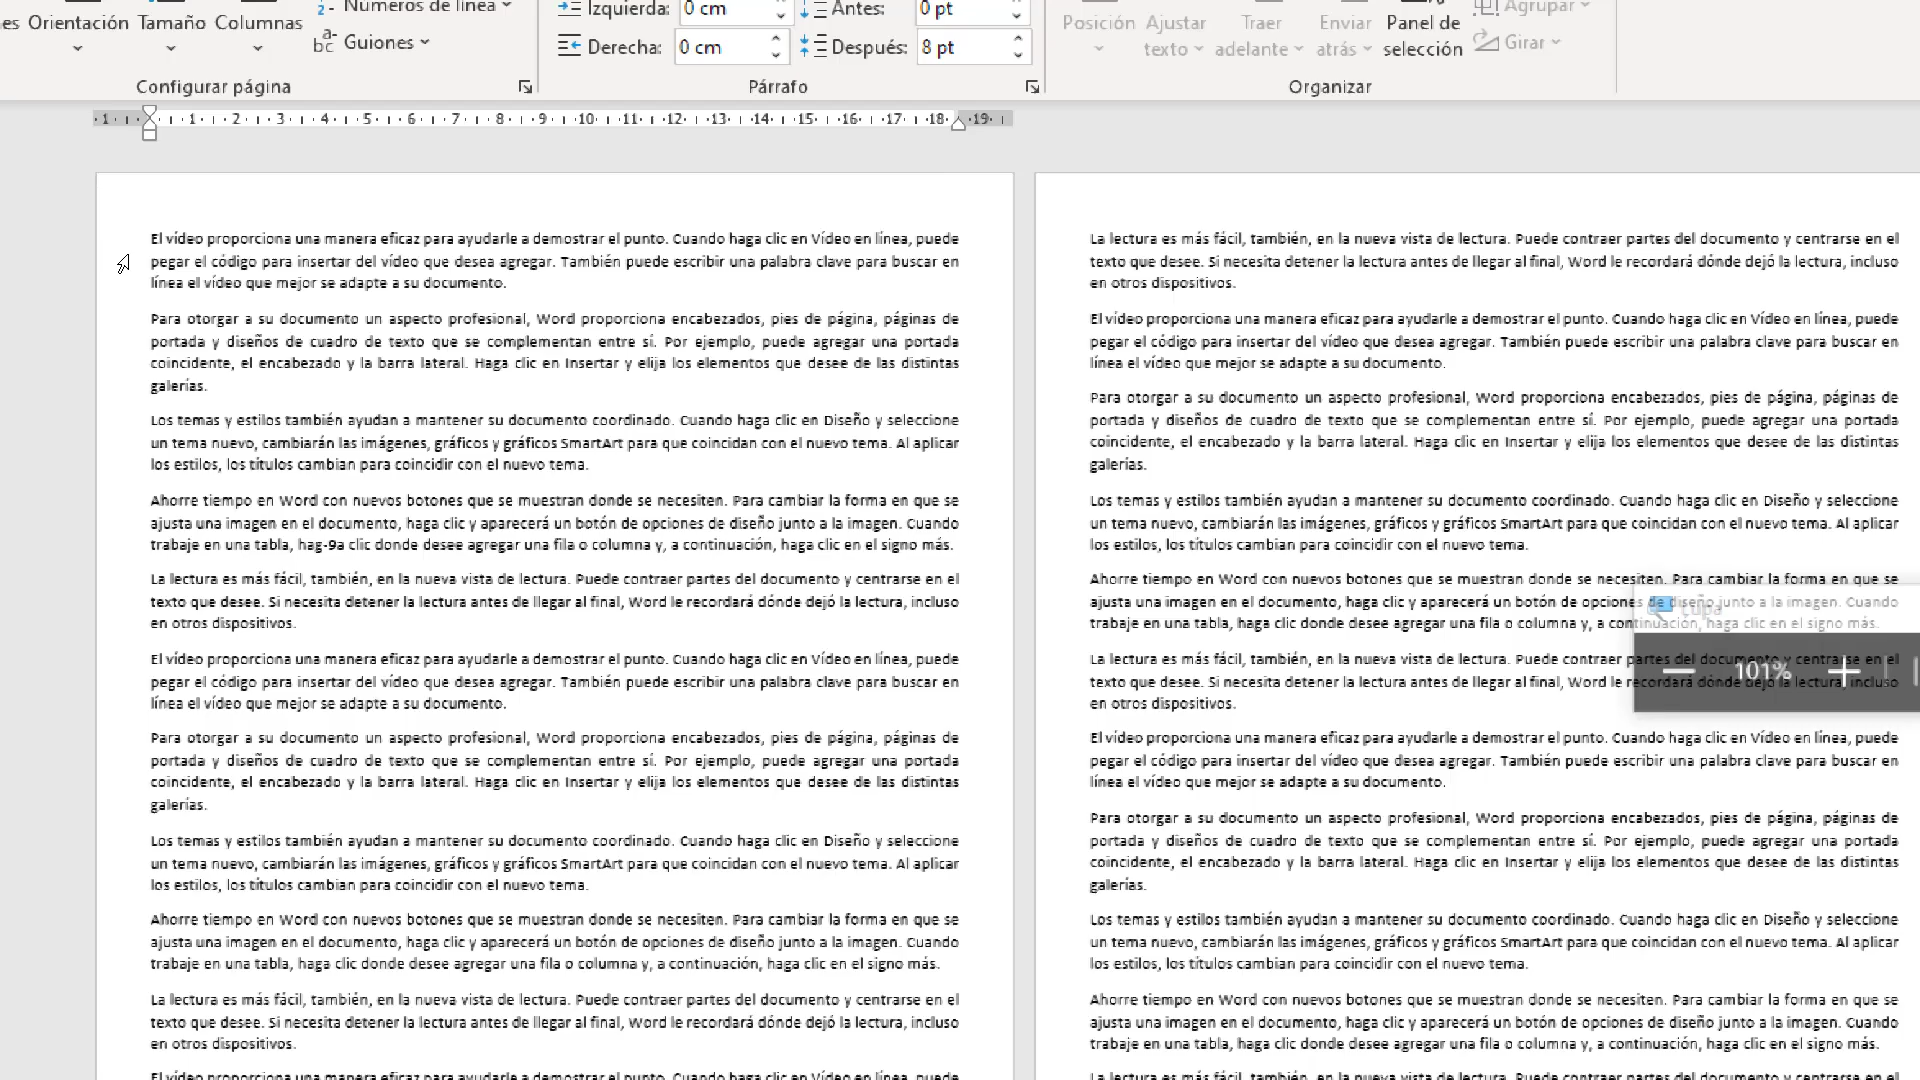 es Orientación Tamaño Columnas
Números de línea
Guiones
Configurar página
Izquierda: 0 cm
Derecha: 0 cm
Antes: 0 pt
Después: 8 pt
Párrafo
Posición Ajustar texto
Traer adelante
Enviar atrás
Panel de selección
Agrupar
Girar
Organizar
1 1 2 3 4 5 6 7 8 9 10 11 12 13 14 15 16 17 18 19
El vídeo proporciona una manera eficaz para ayudarle a demostrar el punto. Cuando haga clic en Vídeo en línea, puede
pegar el código para insertar del vídeo que desea agregar. También puede escribir una palabra clave para buscar en
línea el vídeo que mejor se adapte a su documento.
Para otorgar a su documento un aspecto profesional, Word proporciona encabezados, pies de página, páginas de
portada y diseños de cuadro de texto que se complementan entre sí. Por ejemplo, puede agregar una portada
coincidente, el encabezado y la barra lateral. Haga clic en Insertar y elija los elementos que desee de las distintas
galerías.
Los temas y estilos también ayudan a mantener su documento coordinado. Cuando haga clic en Diseño y seleccione
un tema nuevo, cambiarán las imágenes, gráficos y gráficos SmartArt para que coincidan con el nuevo tema. Al aplicar
los estilos, los títulos cambian para coincidir con el nuevo tema.
Ahorre tiempo en Word con nuevos botones que se muestran donde se necesiten. Para cambiar la forma en que se
ajusta una imagen en el documento, haga clic y aparecerá un botón de opciones de diseño junto a la imagen. Cuando
trabaje en una tabla, hag-9a clic donde desee agregar una fila o columna y, a continuación, haga clic en el signo más.
La lectura es más fácil, también, en la nueva vista de lectura. Puede contraer partes del documento y centrarse en el
texto que desee. Si necesita detener la lectura antes de llegar al final, Word le recordará dónde dejó la lectura, incluso
en otros dispositivos.
El vídeo proporciona una manera eficaz para ayudarle a demostrar el punto. Cuando haga clic en Vídeo en línea, puede
pegar el código para insertar del vídeo que desea agregar. También puede escribir una palabra clave para buscar en
línea el vídeo que mejor se adapte a su documento.
Para otorgar a su documento un aspecto profesional, Word proporciona encabezados, pies de página, páginas de
portada y diseños de cuadro de texto que se complementan entre sí. Por ejemplo, puede agregar una portada
coincidente, el encabezado y la barra lateral. Haga clic en Insertar y elija los elementos que desee de las distintas
galerías.
Los temas y estilos también ayudan a mantener su documento coordinado. Cuando haga clic en Diseño y seleccione
un tema nuevo, cambiarán las imágenes, gráficos y gráficos SmartArt para que coincidan con el nuevo tema. Al aplicar
los estilos, los títulos cambian para coincidir con el nuevo tema.
Ahorre tiempo en Word con nuevos botones que se muestran donde se necesiten. Para cambiar la forma en que se
ajusta una imagen en el documento, haga clic y aparecerá un botón de opciones de diseño junto a la imagen. Cuando
trabaje en una tabla, haga clic donde desee agregar una fila o columna y, a continuación, haga clic en el signo más.
La lectura es más fácil, también, en la nueva vista de lectura. Puede contraer partes del documento y centrarse en el
texto que desee. Si necesita detener la lectura antes de llegar al final, Word le recordará dónde dejó la lectura, incluso
en otros dispositivos.
El vídeo proporciona una manera eficaz para ayudarle a demostrar el punto. Cuando haga clic en Vídeo en línea, puede
La lectura es más fácil, también, en la nueva vista de lectura. Puede contraer partes del documento y centrarse en el
texto que desee. Si necesita detener la lectura antes de llegar al final, Word le recordará dónde dejó la lectura, incluso
en otros dispositivos.
El vídeo proporciona una manera eficaz para ayudarle a demostrar el punto. Cuando haga clic en Vídeo en línea, puede
pegar el código para insertar del vídeo que desea agregar. También puede escribir una palabra clave para buscar en
línea el vídeo que mejor se adapte a su documento.
Para otorgar a su documento un aspecto profesional, Word proporciona encabezados, pies de página, páginas de
portada y diseños de cuadro de texto que se complementan entre sí. Por ejemplo, puede agregar una portada
coincidente, el encabezado y la barra lateral. Haga clic en Insertar y elija los elementos que desee de las distintas
galerías.
Los temas y estilos también ayudan a mantener su documento coordinado. Cuando haga clic en Diseño y seleccione
un tema nuevo, cambiarán las imágenes, gráficos y gráficos SmartArt para que coincidan con el nuevo tema. Al aplicar
los estilos, los títulos cambian para coincidir con el nuevo tema.
Ahorre tiempo en Word con nuevos botones que se muestran donde se necesiten. Para cambiar la forma en que se
ajusta una imagen en el documento, haga clic y aparecerá un botón de opciones de diseño junto a la imagen. Cuando
trabaje en una tabla, haga clic donde desee agregar una fila o columna y, a continuación, haga clic en el signo más.
La lectura es más fácil, también, en la nueva vista de lectura. Puede contraer partes del documento y centrarse en el
texto que desee. Si necesita detener la lectura antes de llegar al final, Word le recordará dónde dejó la lectura, incluso
en otros dispositivos.
Lupa
101%
El vídeo proporciona una manera eficaz para ayudarle a demostrar el punto. Cuando haga clic en Vídeo en línea, puede
pegar el código para insertar del vídeo que desea agregar. También puede escribir una palabra clave para buscar en
línea el vídeo que mejor se adapte a su documento.
Para otorgar a su documento un aspecto profesional, Word proporciona encabezados, pies de página, páginas de
portada y diseños de cuadro de texto que se complementan entre sí. Por ejemplo, puede agregar una portada
coincidente, el encabezado y la barra lateral. Haga clic en Insertar y elija los elementos que desee de las distintas
galerías.
Los temas y estilos también ayudan a mantener su documento coordinado. Cuando haga clic en Diseño y seleccione
un tema nuevo, cambiarán las imágenes, gráficos y gráficos SmartArt para que coincidan con el nuevo tema. Al aplicar
los estilos, los títulos cambian para coincidir con el nuevo tema.
Ahorre tiempo en Word con nuevos botones que se muestran donde se necesiten. Para cambiar la forma en que se
ajusta una imagen en el documento, haga clic y aparecerá un botón de opciones de diseño junto a la imagen. Cuando
trabaje en una tabla, haga clic donde desee agregar una fila o columna y, a continuación, haga clic en el signo más.
La lectura es más fácil, también, en la nueva vista de lectura. Puede contraer partes del documento y centrarse en el